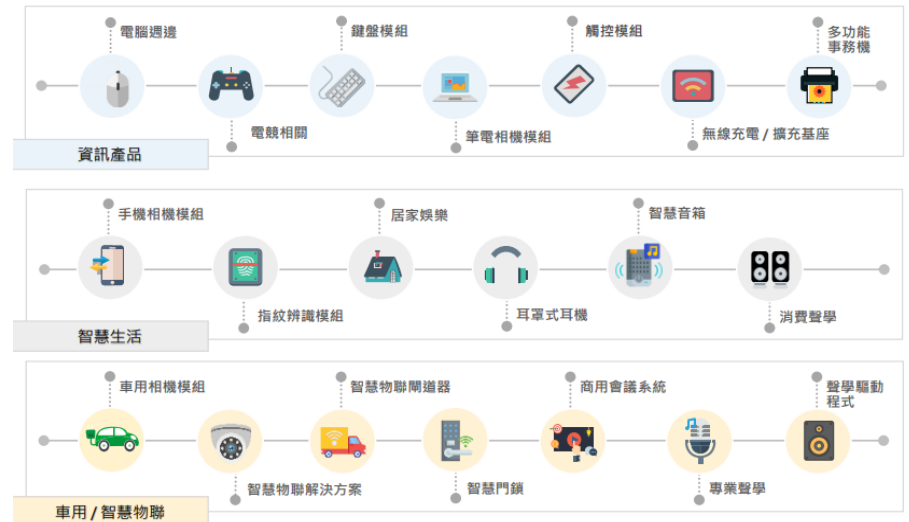 電腦週邊
鍵盤模組
觸控模組
多功能
事務機
電競相關
筆電相機模組
無線充電 / 擴充基座
資訊產品
手機相機模組
居家娛樂
智慧音箱
指紋辨識模組
耳罩式耳機
消費聲學
智慧生活
車用相機模組
智慧物聯閘道器
商用會議系統
聲學驅動
程式
智慧物聯解決方案
智慧門鎖
專業聲學
車用 / 智慧物聯